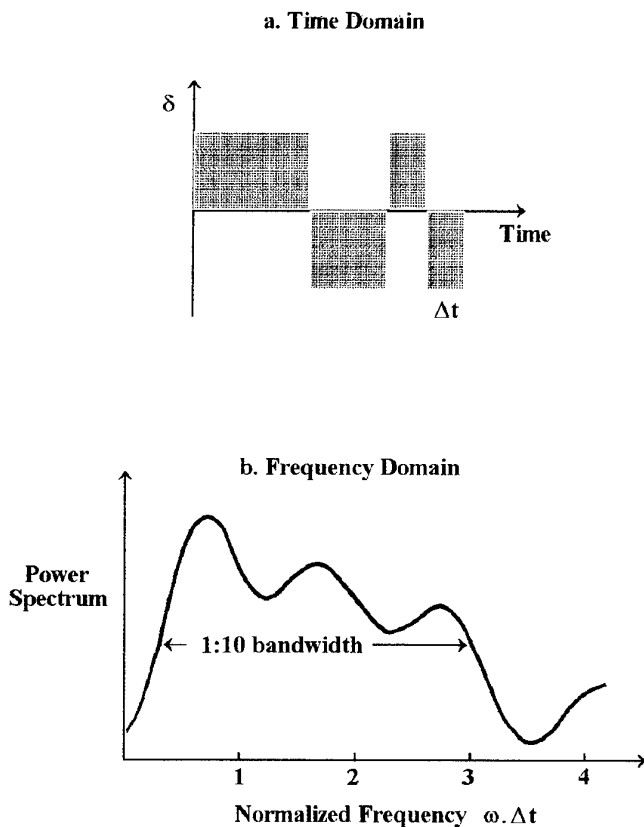 a. Time Domain
δ
Time
Δt
b. Frequency Domain
Power
Spectrum
1:10 bandwidth
1 2 3 4
Normalized Frequency ω.Δt